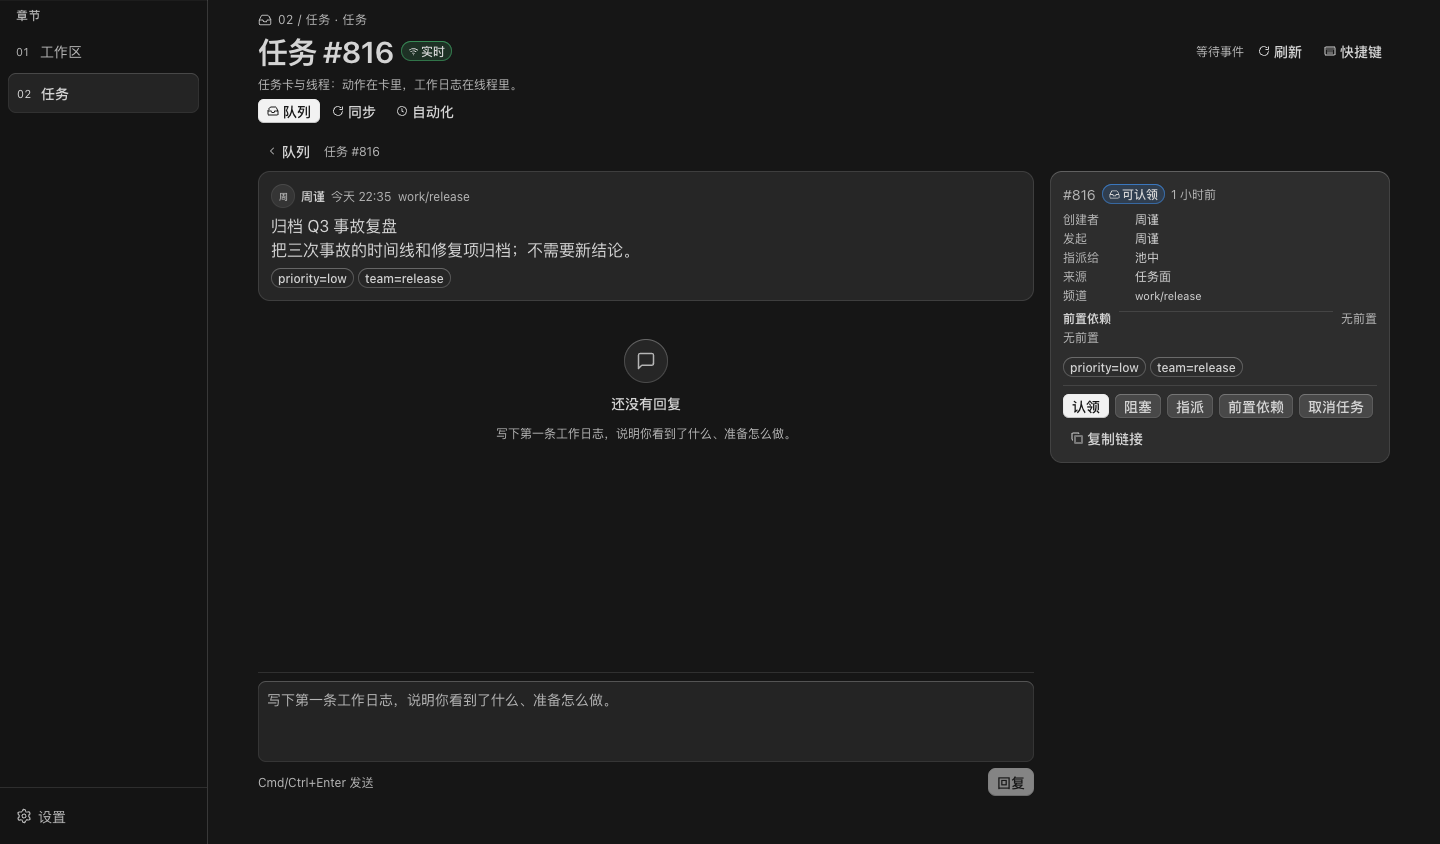 章节
01 工作区
02 任务
设置
02 / 任务 · 任务
任务 #816 实时
等待事件 刷新 快捷键
任务卡与线程：动作在卡里，工作日志在线程里。
队列 同步 自动化
队列 任务 #816
周 周谨 今天 22:35 work/release
归档 Q3 事故复盘
把三次事故的时间线和修复项归档；不需要新结论。
priority=low team=release
还没有回复
写下第一条工作日志，说明你看到了什么、准备怎么做。
写下第一条工作日志，说明你看到了什么、准备怎么做。
Cmd/Ctrl+Enter 发送
回复
#816 可认领 1 小时前
创建者 周谨
发起 周谨
指派给 池中
来源 任务面
频道 work/release
前置依赖 无前置
无前置
priority=low team=release
认领 阻塞 指派 前置依赖 取消任务
复制链接